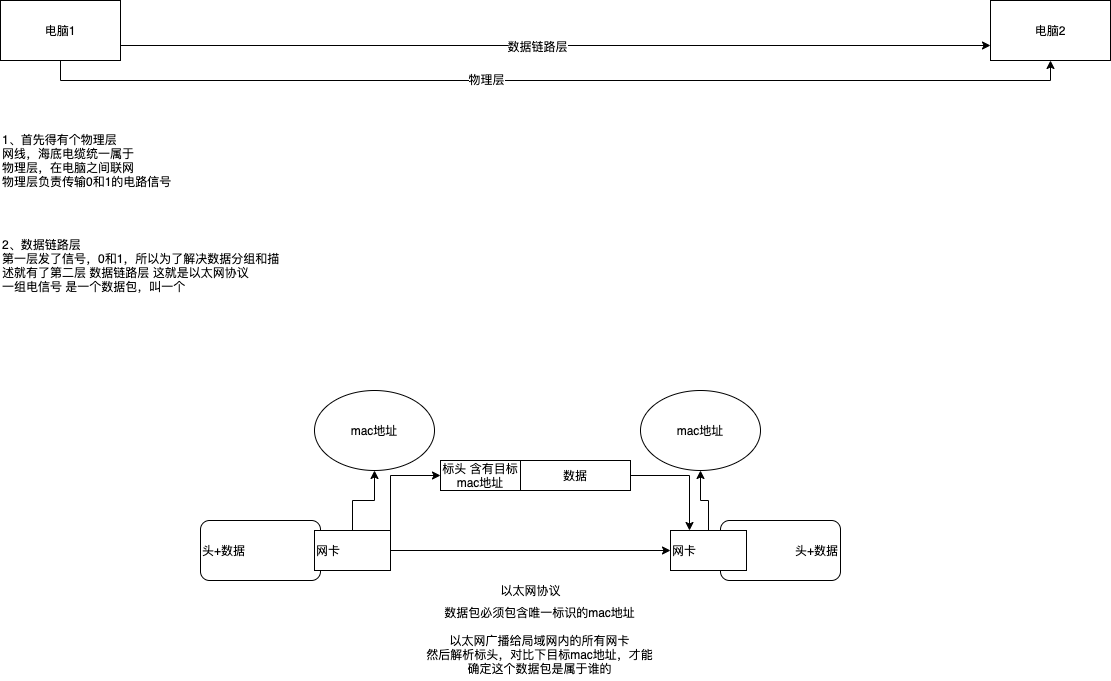 电脑1
电脑2
数据链路层
物理层
1、首先得有个物理层
网线，海底电缆统一属于
物理层，在电脑之间联网
物理层负责传输0和1的电路信号
2、数据链路层
第一层发了信号，0和1，所以为了解决数据分组和描
述就有了第二层 数据链路层 这就是以太网协议
一组电信号 是一个数据包，叫一个
mac地址
mac地址
标头 含有目标
mac地址
数据
头+数据
网卡
网卡
头+数据
以太网协议
数据包必须包含唯一标识的mac地址
以太网广播给局域网内的所有网卡
然后解析标头，对比下目标mac地址，才能
确定这个数据包是属于谁的